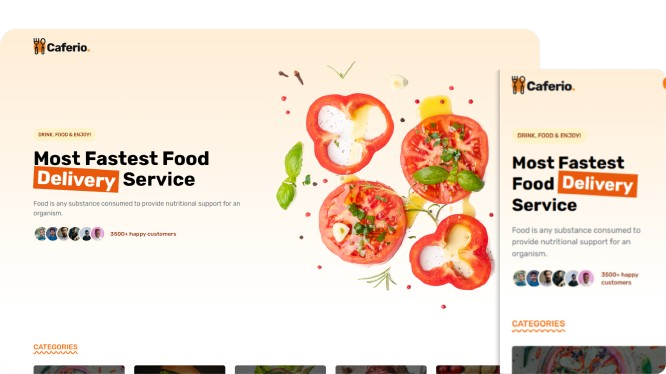 Caferio.
DRINK, FOOD & ENJOY!
Most Fastest Food
Delivery Service
Food is any substance consumed to provide nutritional support for an
organism.
3500+ happy customers
CATEGORIES
Caferio.
DRINK, FOOD & ENJOY!
Most Fastest
Food Delivery
Service
Food is any substance consumed to
provide nutritional support for an
organism.
3500+ happy
customers
CATEGORIES